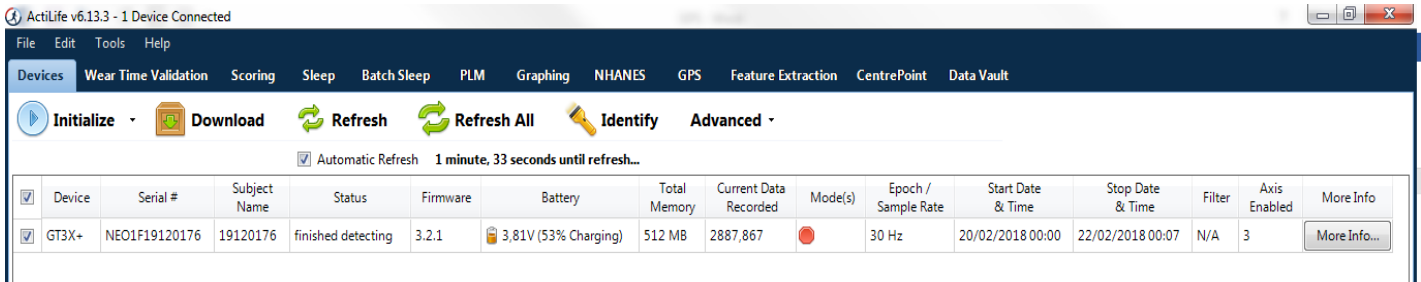 ActiLife v6.13.3 - 1 Device Connected
File Edit Tools Help
Devices Wear Time Validation Scoring Sleep Batch Sleep PLM Graphing NHANES GPS Feature Extraction CentrePoint Data Vault
Initialize Download Refresh Refresh All Identify Advanced
Automatic Refresh 1 minute, 33 seconds until refresh...
Device Serial # Subject Name Status Firmware Battery Total Memory Current Data Recorded Mode(s) Epoch / Sample Rate Start Date & Time Stop Date & Time Filter Axis Enabled More Info
GT3X+ NEO1F19120176 19120176 finished detecting 3.2.1 3,81V (53% Charging) 512 MB 2887,867 30 Hz 20/02/2018 00:00 22/02/2018 00:07 N/A 3 More Info...